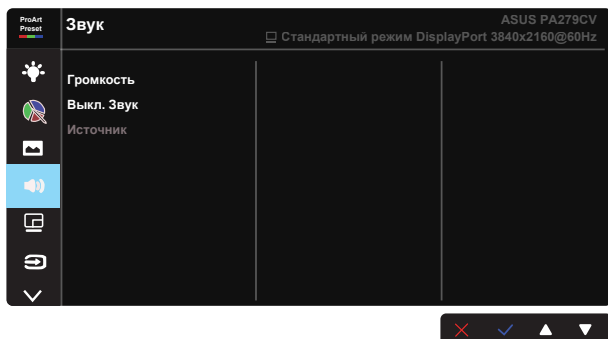 ProArt
Preset
Звук
ASUS PA279CV
Стандартный режим DisplayPort 3840x2160@60Hz
Громкость
Выкл. Звук
Источник